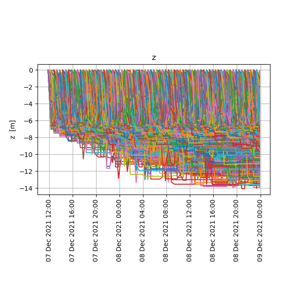 z
0
−2
−4
−6
−8
−10
−12
−14
z [m]
07 Dec 2021 12:00
07 Dec 2021 16:00
07 Dec 2021 20:00
08 Dec 2021 00:00
08 Dec 2021 04:00
08 Dec 2021 08:00
08 Dec 2021 12:00
08 Dec 2021 16:00
08 Dec 2021 20:00
09 Dec 2021 00:00